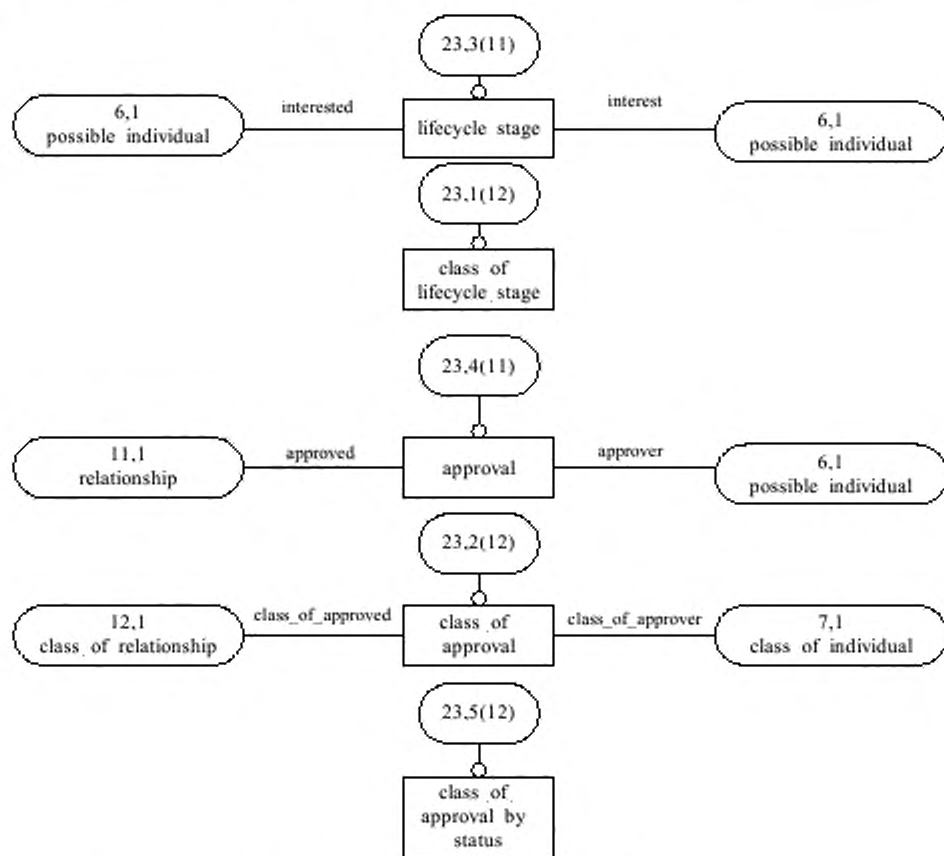 23,3(11)
6,1
possible individual
interested
lifecycle stage
interest
6,1
possible individual
23,1(12)
class of
lifecycle stage
23,4(11)
11,1
relationship
approved
approval
approver
6,1
possible individual
23,2(12)
12,1
class of relationship
class_of_approved
class of
approval
class_of_approver
7,1
class of individual
23,5(12)
class of
approval by
status